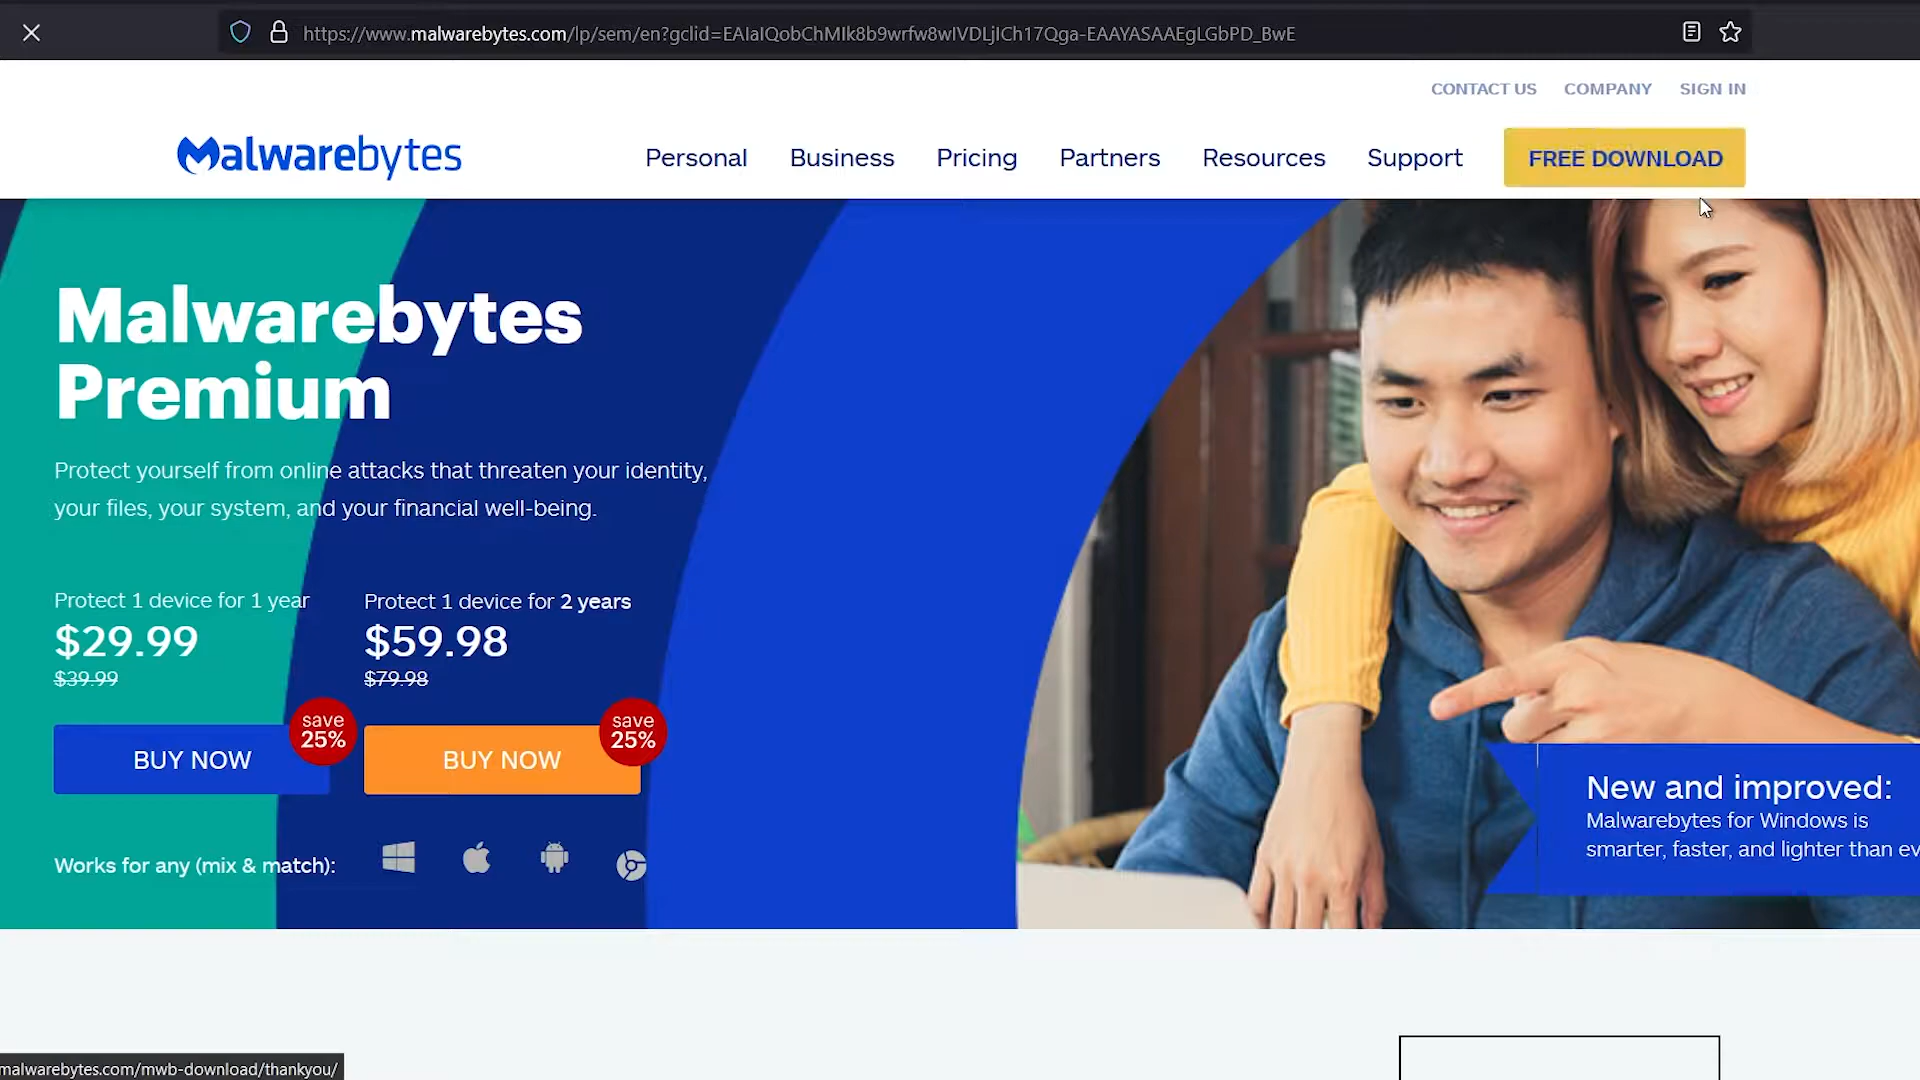 https://www.malwarebytes.com/lp/sem/en?gclid=EAIaIQobChMIk8b9wrfw8wIVDLjICh17Qga-EAAYASAAEgLGbPD_BwE
CONTACT US COMPANY SIGN IN
Malwarebytes
Personal Business Pricing Partners Resources Support FREE DOWNLOAD
Malwarebytes
Premium
Protect yourself from online attacks that threaten your identity,
your files, your system, and your financial well-being.
Protect 1 device for 1 year
$29.99
$39.99
save
25%
BUY NOW
Protect 1 device for 2 years
$59.98
$79.98
save
25%
BUY NOW
Works for any (mix & match):
New and improved:
Malwarebytes for Windows is
smarter, faster, and lighter than ev
malwarebytes.com/mwb-download/thankyou/